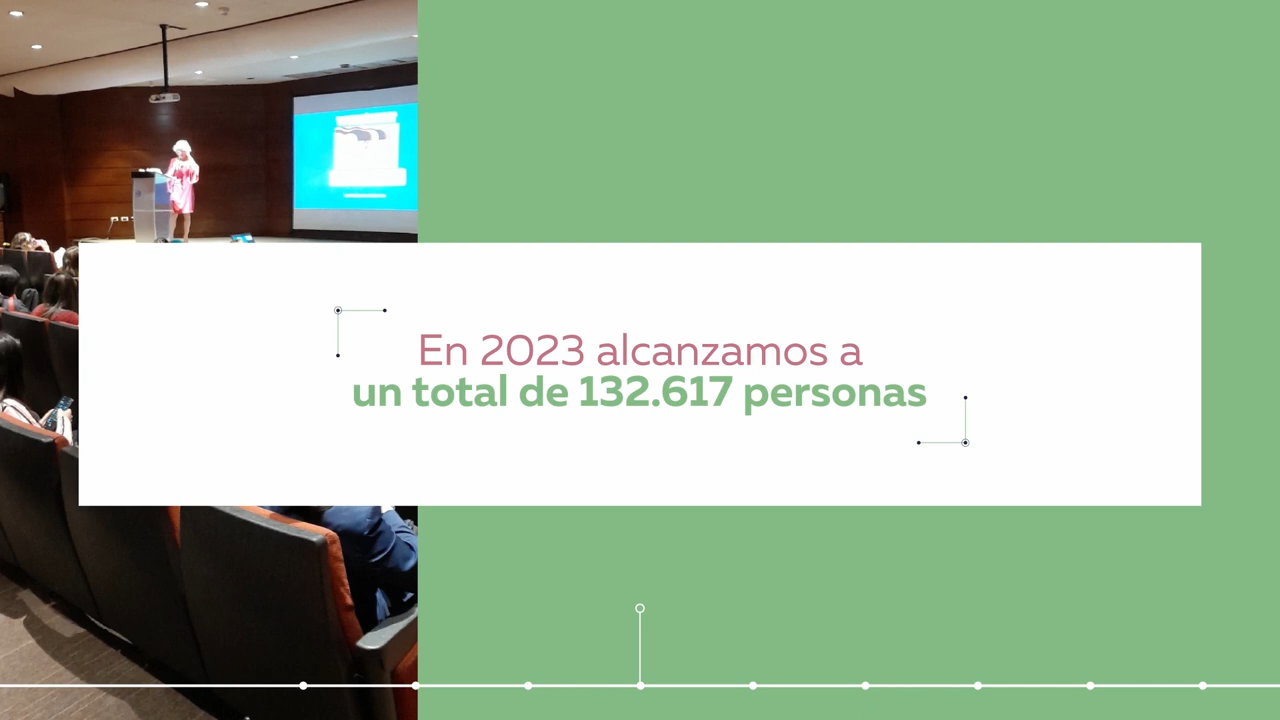 En 2023 alcanzamos a
un total de 132.617 personas